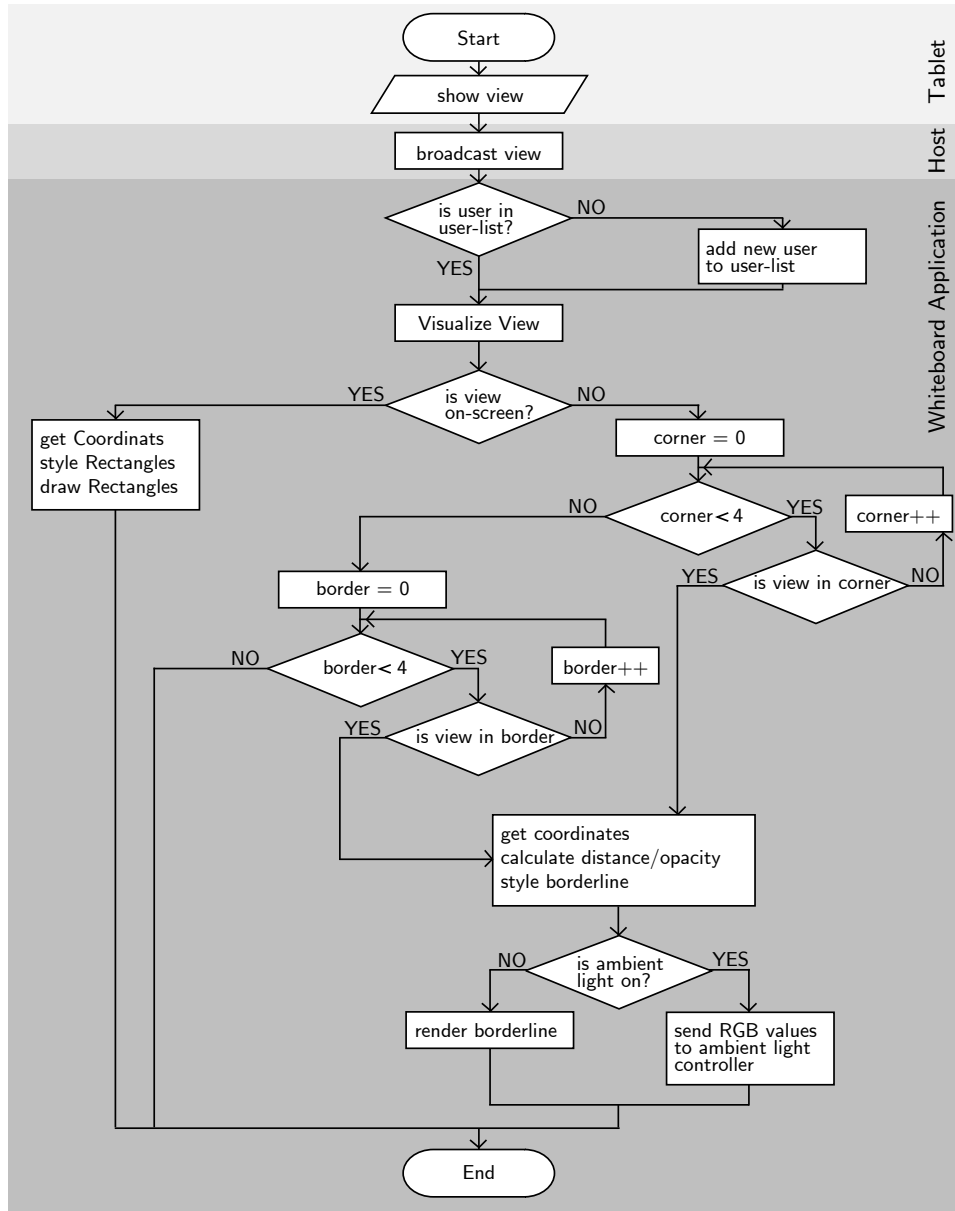 Start
Tablet
show view
Host
broadcast view
Whiteboard Application
is user in
user-list?
NO
YES
add new user
to user-list
Visualize View
is view
on-screen?
YES
NO
get Coordinats
style Rectangles
draw Rectangles
corner = 0
corner< 4
NO
YES
corner++
is view in corner
YES
NO
border = 0
border< 4
NO
YES
border++
is view in border
YES
NO
get coordinates
calculate distance/opacity
style borderline
is ambient
light on?
NO
YES
render borderline
send RGB values
to ambient light
controller
End